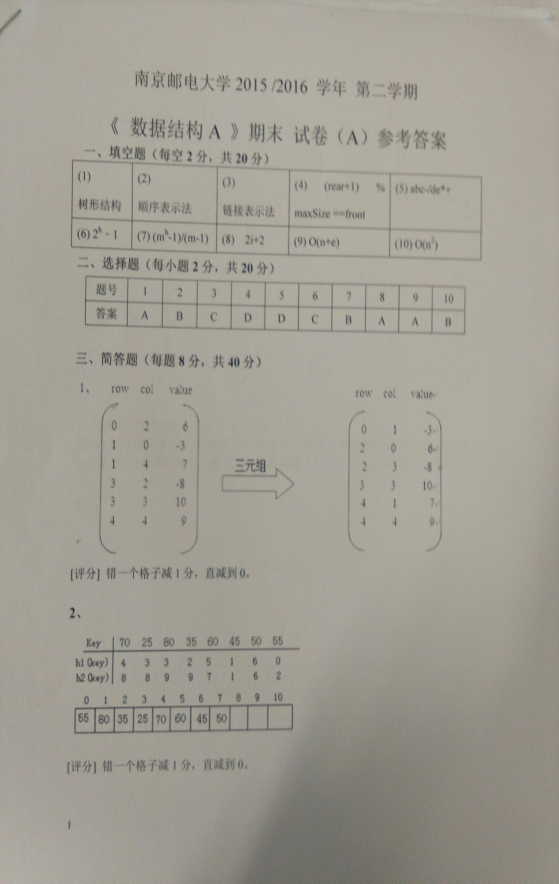 南京邮电大学 2015 /2016 学年 第二学期
《 数据结构 A 》期末 试卷（A）参考答案
一、填空题（每空 2 分，共 20 分）
(1) 树形结构 (2) 顺序表示法 (3) 链接表示法 (4) (rear+1) % maxSize ==front (5) abc-/de*+
(6) 2ʰ - 1 (7) (mʰ-1)/(m-1) (8) 2i+2 (9) O(n+e) (10) O(n²)
二、选择题（每小题 2 分，共 20 分）
题号 1 2 3 4 5 6 7 8 9 10
答案 A B C D D C B A A B
三、简答题（每题 8 分，共 40 分）
1、 row col value row col value
0 2 6 0 1 -3
1 0 -3 2 0 6
1 4 7 三元组 2 3 -8
3 2 -8 3 3 10
3 3 10 4 1 7
4 4 9 4 4 9
[评分] 错一个格子减 1 分，直减到 0。
2、
Key 70 25 80 35 60 45 50 55
h1(key) 4 3 3 2 5 1 6 0
h2(key) 8 8 9 9 7 1 6 2
0 1 2 3 4 5 6 7 8 9 10
55 80 35 25 70 60 45 50
[评分] 错一个格子减 1 分，直减到 0。
1